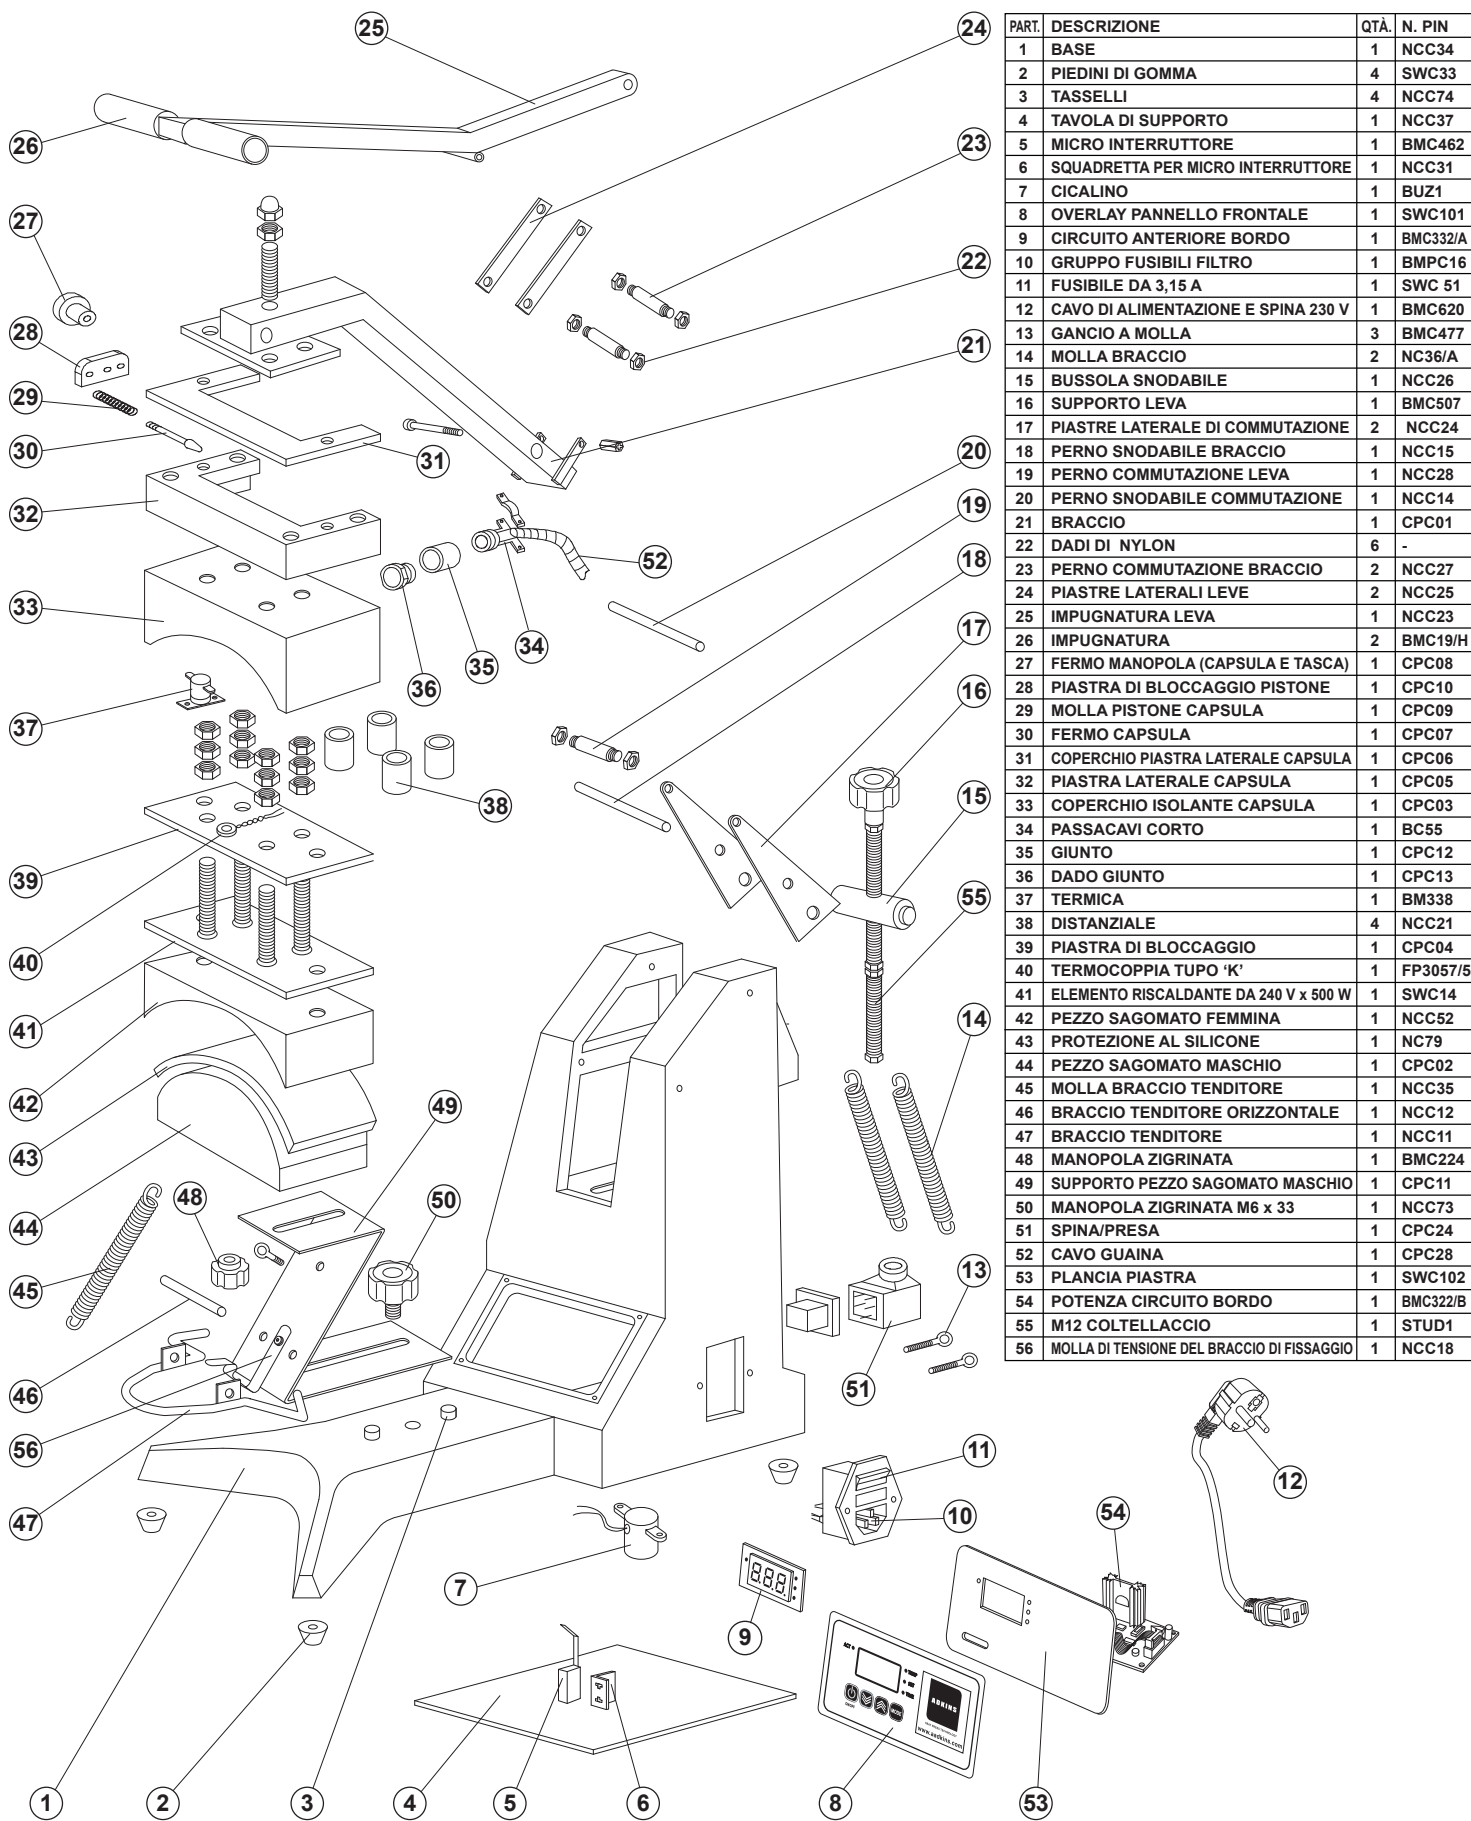 PART. DESCRIZIONE QTÀ. N. PIN
1 BASE 1 NCC34
2 PIEDINI DI GOMMA 4 SWC33
3 TASSELLI 4 NCC74
4 TAVOLA DI SUPPORTO 1 NCC37
5 MICRO INTERRUTTORE 1 BMC462
6 SQUADRETTA PER MICRO INTERRUTTORE 1 NCC31
7 CICALINO 1 BUZ1
8 OVERLAY PANNELLO FRONTALE 1 SWC101
9 CIRCUITO ANTERIORE BORDO 1 BMC332/A
10 GRUPPO FUSIBILI FILTRO 1 BMPC16
11 FUSIBILE DA 3,15 A 1 SWC 51
12 CAVO DI ALIMENTAZIONE E SPINA 230 V 1 BMC620
13 GANCIO A MOLLA 3 BMC477
14 MOLLA BRACCIO 2 NC36/A
15 BUSSOLA SNODABILE 1 NCC26
16 SUPPORTO LEVA 1 BMC507
17 PIASTRE LATERALE DI COMMUTAZIONE 2 NCC24
18 PERNO SNODABILE BRACCIO 1 NCC15
19 PERNO COMMUTAZIONE LEVA 1 NCC28
20 PERNO SNODABILE COMMUTAZIONE 1 NCC14
21 BRACCIO 1 CPC01
22 DADI DI NYLON 6 -
23 PERNO COMMUTAZIONE BRACCIO 2 NCC27
24 PIASTRE LATERALI LEVE 2 NCC25
25 IMPUGNATURA LEVA 1 NCC23
26 IMPUGNATURA 2 BMC19/H
27 FERMO MANOPOLA (CAPSULA E TASCA) 1 CPC08
28 PIASTRA DI BLOCCAGGIO PISTONE 1 CPC10
29 MOLLA PISTONE CAPSULA 1 CPC09
30 FERMO CAPSULA 1 CPC07
31 COPERCHIO PIASTRA LATERALE CAPSULA 1 CPC06
32 PIASTRA LATERALE CAPSULA 1 CPC05
33 COPERCHIO ISOLANTE CAPSULA 1 CPC03
34 PASSACAVI CORTO 1 BC55
35 GIUNTO 1 CPC12
36 DADO GIUNTO 1 CPC13
37 TERMICA 1 BM338
38 DISTANZIALE 4 NCC21
39 PIASTRA DI BLOCCAGGIO 1 CPC04
40 TERMOCOPPIA TUPO ‘K’ 1 FP3057/5
41 ELEMENTO RISCALDANTE DA 240 V x 500 W 1 SWC14
42 PEZZO SAGOMATO FEMMINA 1 NCC52
43 PROTEZIONE AL SILICONE 1 NC79
44 PEZZO SAGOMATO MASCHIO 1 CPC02
45 MOLLA BRACCIO TENDITORE 1 NCC35
46 BRACCIO TENDITORE ORIZZONTALE 1 NCC12
47 BRACCIO TENDITORE 1 NCC11
48 MANOPOLA ZIGRINATA 1 BMC224
49 SUPPORTO PEZZO SAGOMATO MASCHIO 1 CPC11
50 MANOPOLA ZIGRINATA M6 x 33 1 NCC73
51 SPINA/PRESA 1 CPC24
52 CAVO GUAINA 1 CPC28
53 PLANCIA PIASTRA 1 SWC102
54 POTENZA CIRCUITO BORDO 1 BMC322/B
55 M12 COLTELLACCIO 1 STUD1
56 MOLLA DI TENSIONE DEL BRACCIO DI FISSAGGIO 1 NCC18
25
24
26
23
27
22
28
21
29
30
31
20
32
19
52
18
33
34
17
35
36
16
37
38
15
39
55
40
14
41
42
49
43
48
50
44
13
45
46
51
56
11
12
47
10
54
7
8.8.8
9
ADKINS
www.aadkins.com
1
2
3
4
5
6
8
53